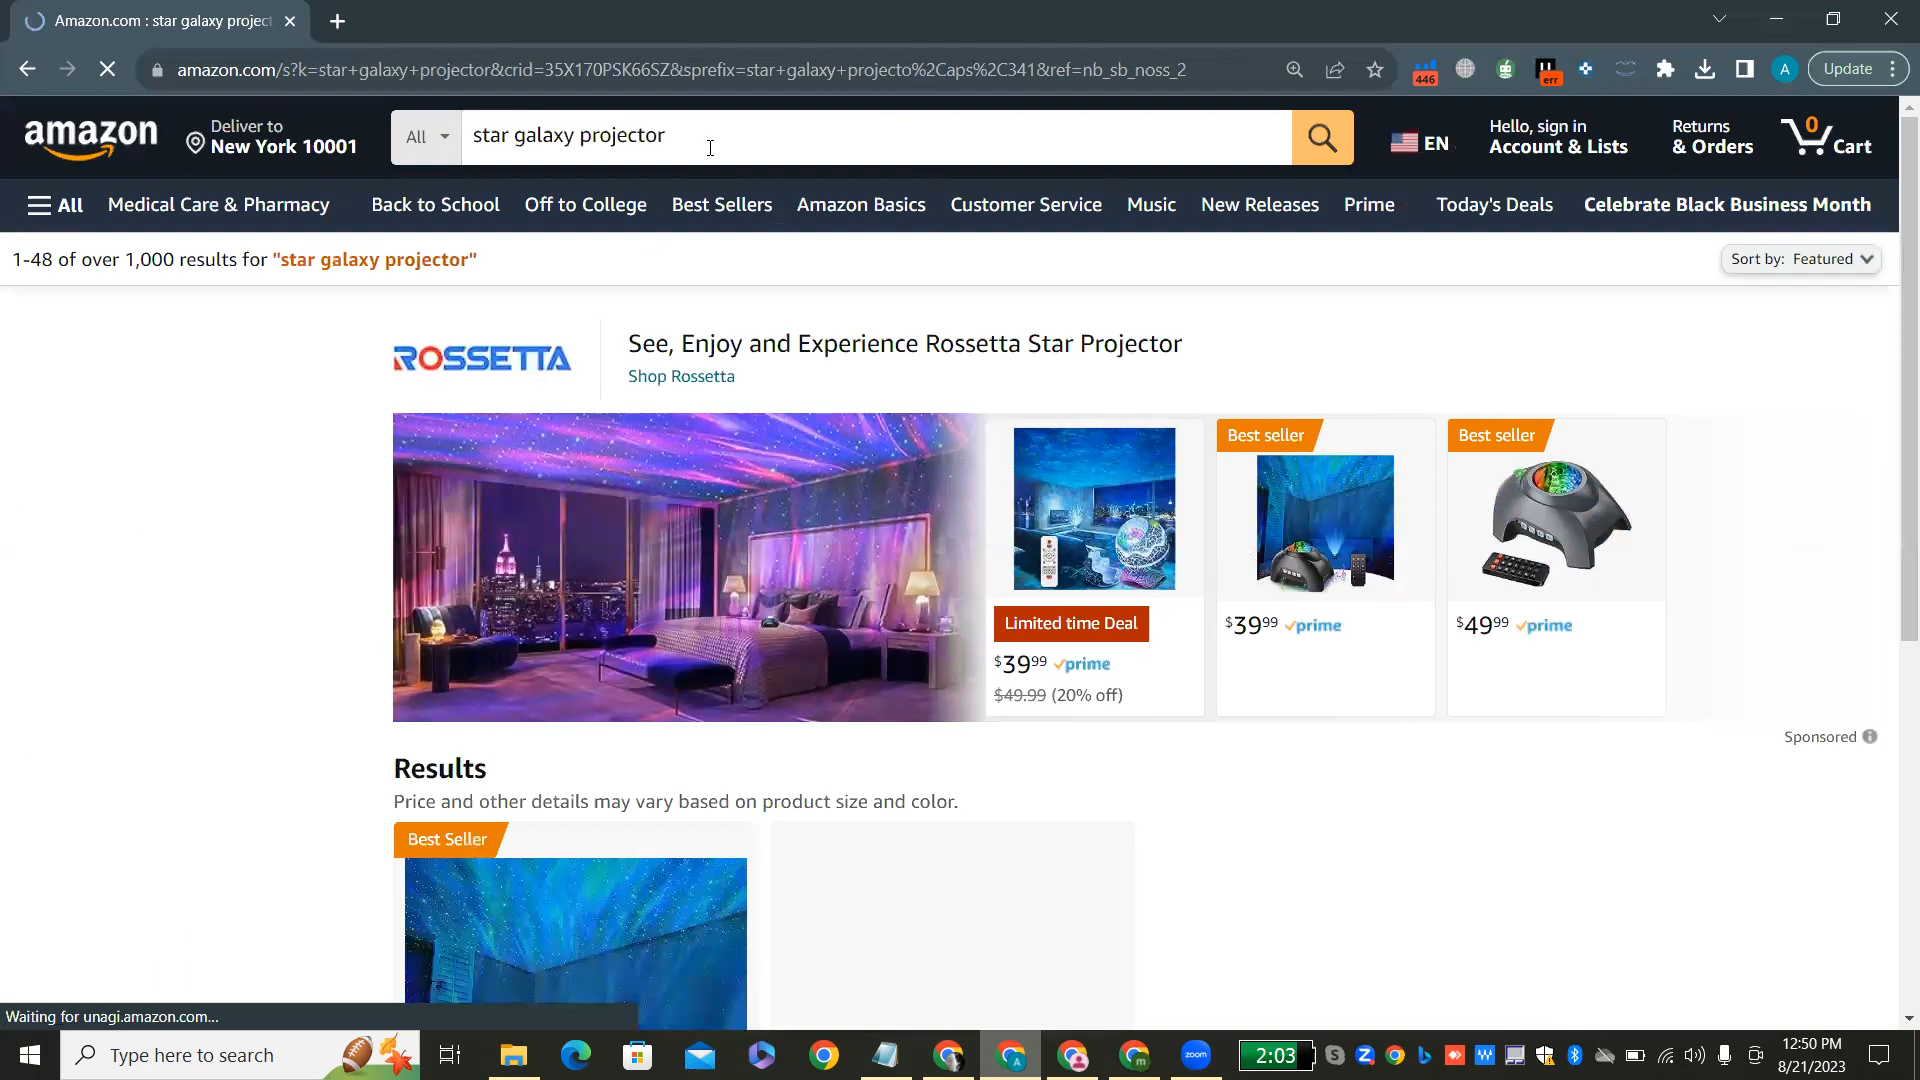 Amazon.com : star galaxy project
amazon.com/s?k=star+galaxy+projector&crid=35X170PSK66SZ&sprefix=star+galaxy+projecto%2Caps%2C341&ref=nb_sb_noss_2
446
err
A
Update
amazon
Deliver to
New York 10001
All
star galaxy projector
EN
Hello, sign in
Account & Lists
Returns
& Orders
0
Cart
All
Medical Care & Pharmacy
Back to School
Off to College
Best Sellers
Amazon Basics
Customer Service
Music
New Releases
Prime
Today's Deals
Celebrate Black Business Month
1-48 of over 1,000 results for "star galaxy projector"
Sort by: Featured
ROSSETTA
See, Enjoy and Experience Rossetta Star Projector
Shop Rossetta
Limited time Deal
$39.99 prime
$49.99 (20% off)
Best seller
$39.99 prime
Best seller
$49.99 prime
Sponsored
Results
Price and other details may vary based on product size and color.
Best Seller
Waiting for unagi.amazon.com...
Type here to search
zoom
2:03
12:50 PM
8/21/2023